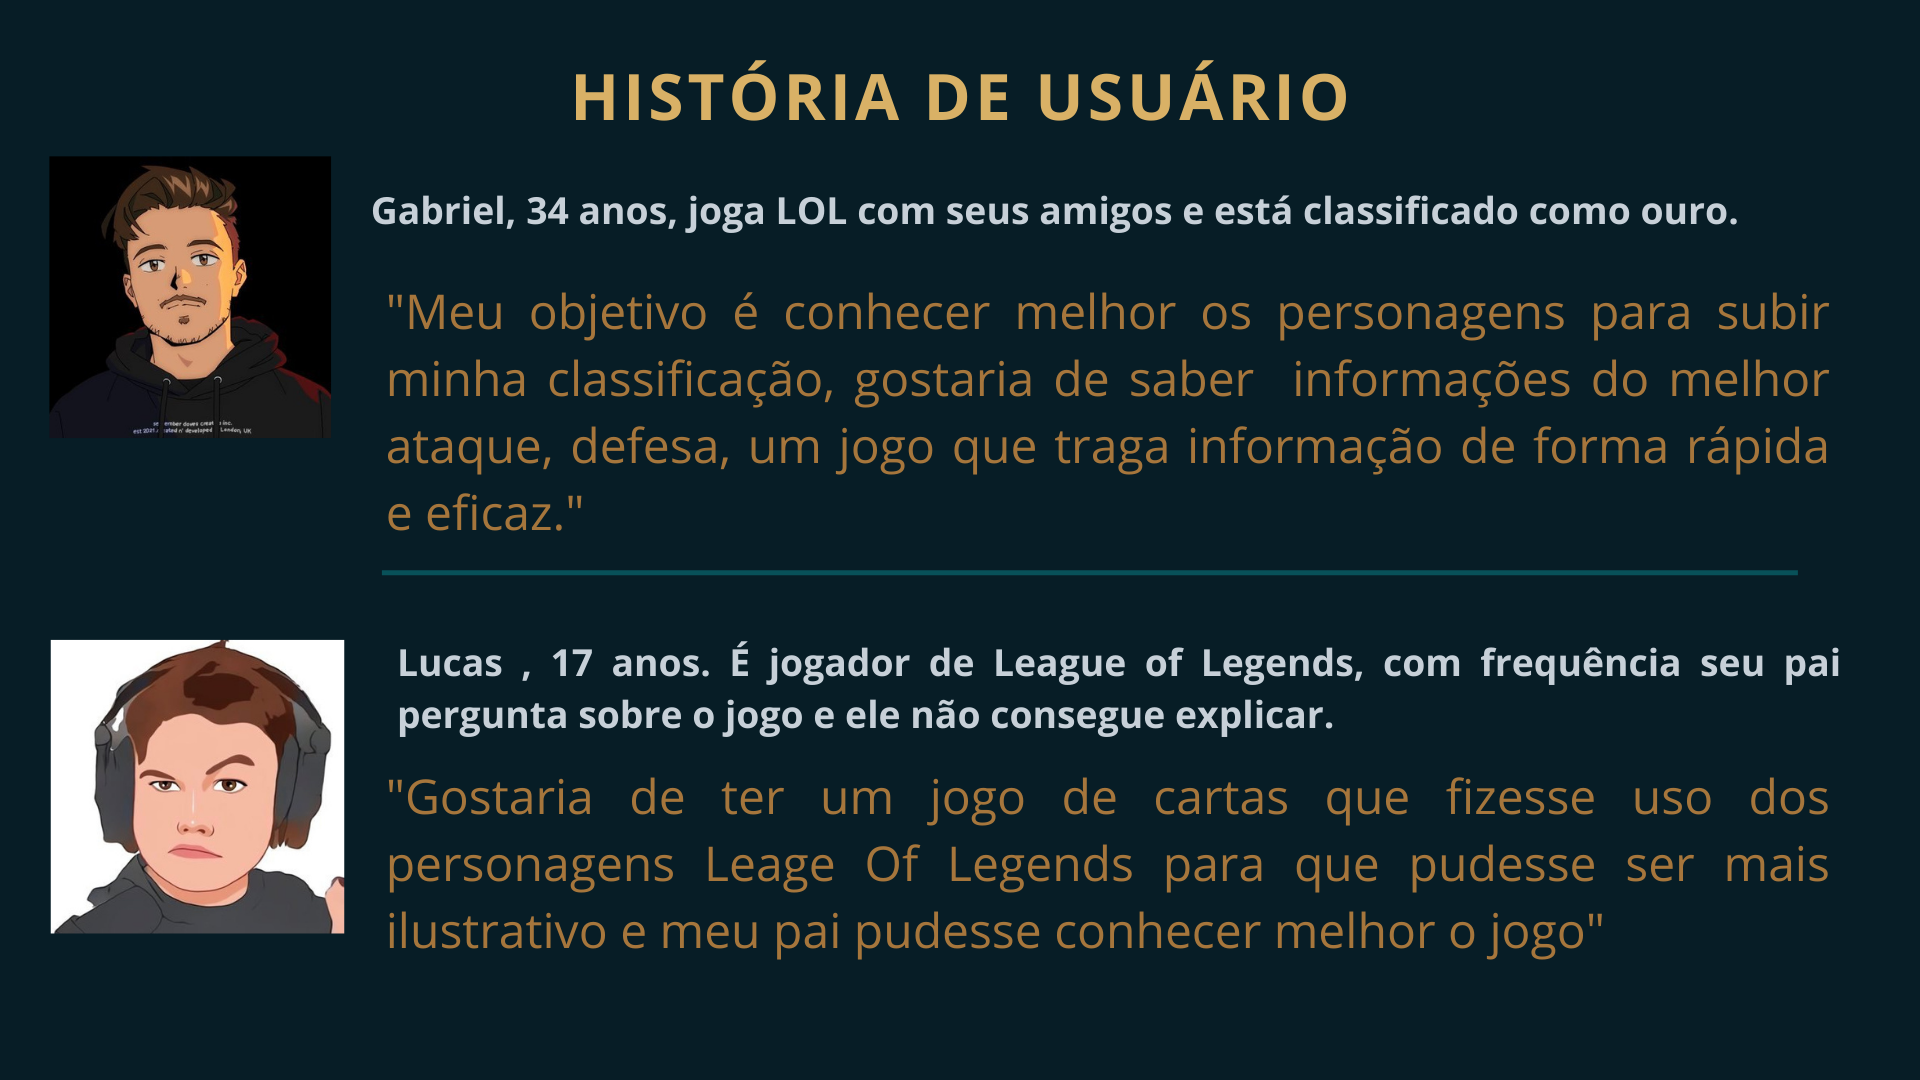 HISTÓRIA DE USUÁRIO
Gabriel, 34 anos, joga LOL com seus amigos e está classificado como ouro.
"Meu objetivo é conhecer melhor os personagens para subir
minha classificação, gostaria de saber informações do melhor
ataque, defesa, um jogo que traga informação de forma rápida
e eficaz."
Lucas , 17 anos. É jogador de League of Legends, com frequência seu pai
pergunta sobre o jogo e ele não consegue explicar.
"Gostaria de ter um jogo de cartas que fizesse uso dos
personagens Leage Of Legends para que pudesse ser mais
ilustrativo e meu pai pudesse conhecer melhor o jogo"